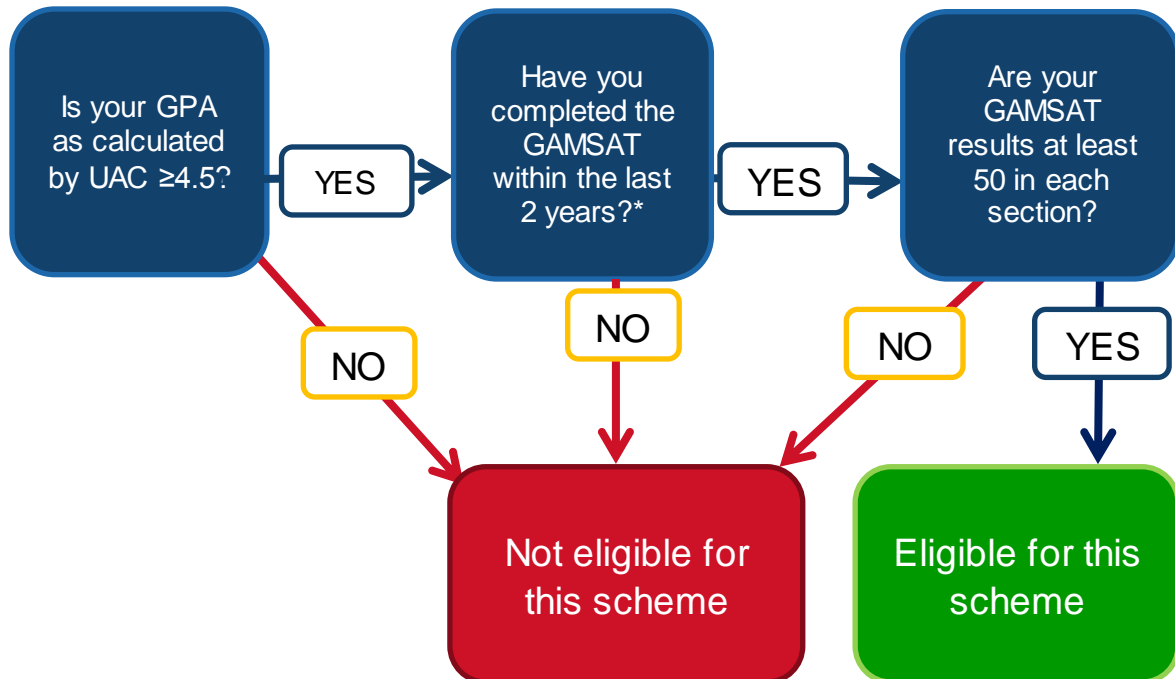 Is your GPA
as calculated
by UAC ≥4.5?
YES
Have you
completed the
GAMSAT
within the last
2 years?*
YES
Are your
GAMSAT
results at least
50 in each
section?
NO
NO
NO
YES
Not eligible for
this scheme
Eligible for this
scheme